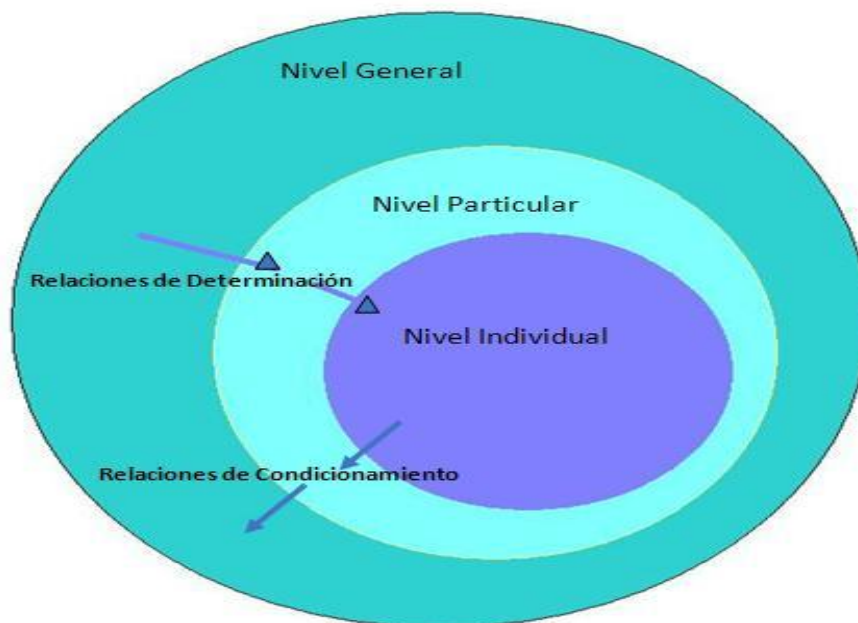 Nivel General
Nivel Particular
Relaciones de Determinación
Nivel Individual
Relaciones de Condicionamiento